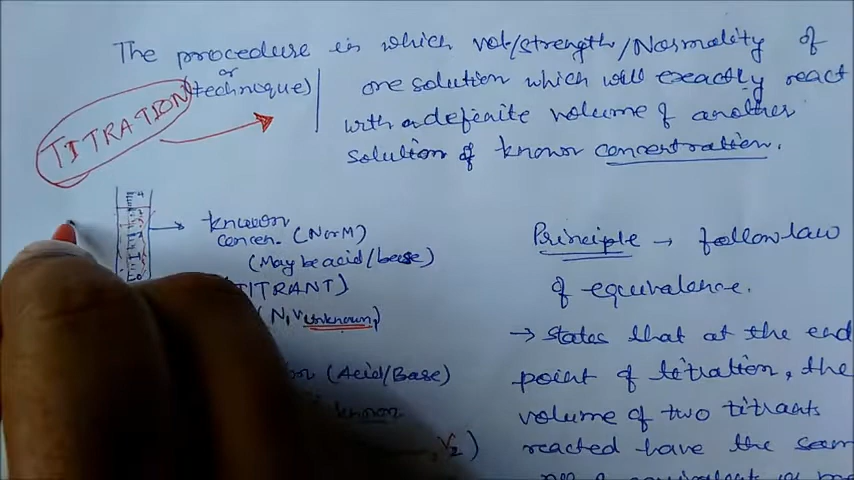 The procedure in which vol/strength/Normality of
or
(technique)
one solution which will exactly react
with a definite volume of another
solution of known concentration.
TITRATION
known
concen. (N or M)
(May be acid/base)
TITRANT)
(N, V unknown)
(Acid/Base)
known
V2)
Principle → follow law
of equivalence.
→ states that at the end
point of titration, the
volume of two titrants
reacted have the sam